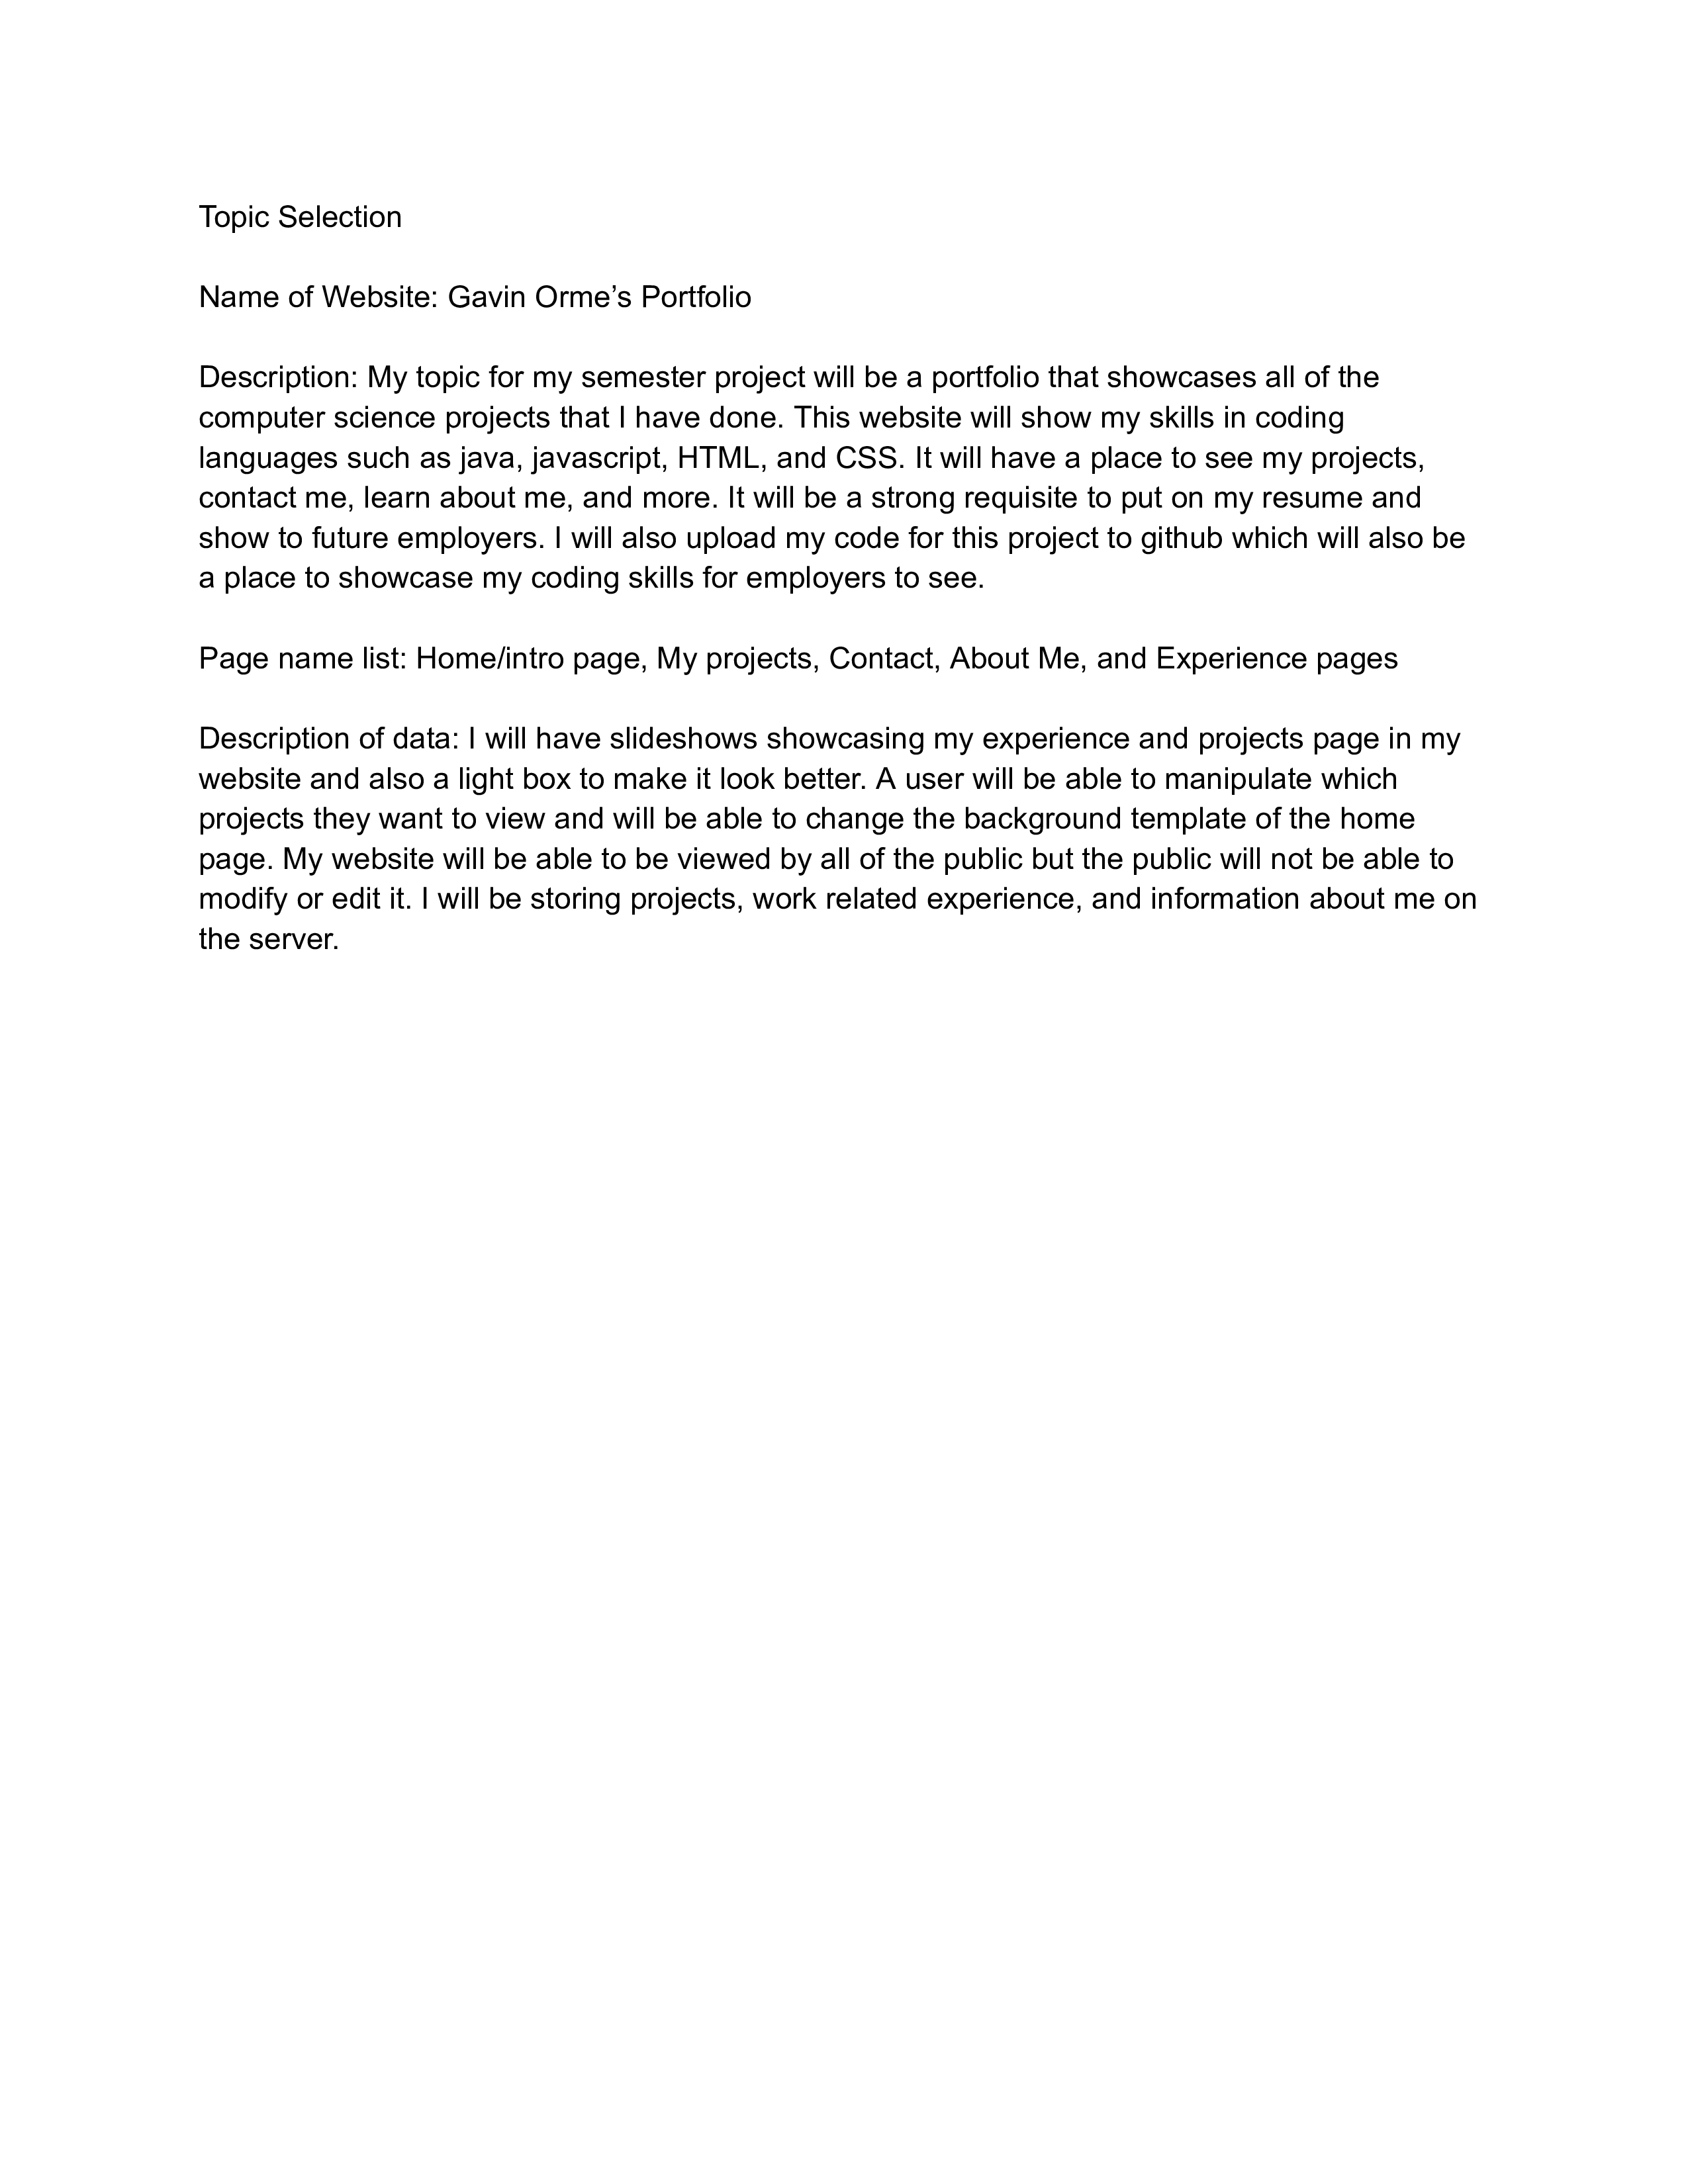 Topic Selection
Name of Website: Gavin Orme’s Portfolio
Description: My topic for my semester project will be a portfolio that showcases all of the
computer science projects that I have done. This website will show my skills in coding
languages such as java, javascript, HTML, and CSS. It will have a place to see my projects,
contact me, learn about me, and more. It will be a strong requisite to put on my resume and
show to future employers. I will also upload my code for this project to github which will also be
a place to showcase my coding skills for employers to see.
Page name list: Home/intro page, My projects, Contact, About Me, and Experience pages
Description of data: I will have slideshows showcasing my experience and projects page in my
website and also a light box to make it look better. A user will be able to manipulate which
projects they want to view and will be able to change the background template of the home
page. My website will be able to be viewed by all of the public but the public will not be able to
modify or edit it. I will be storing projects, work related experience, and information about me on
the server.